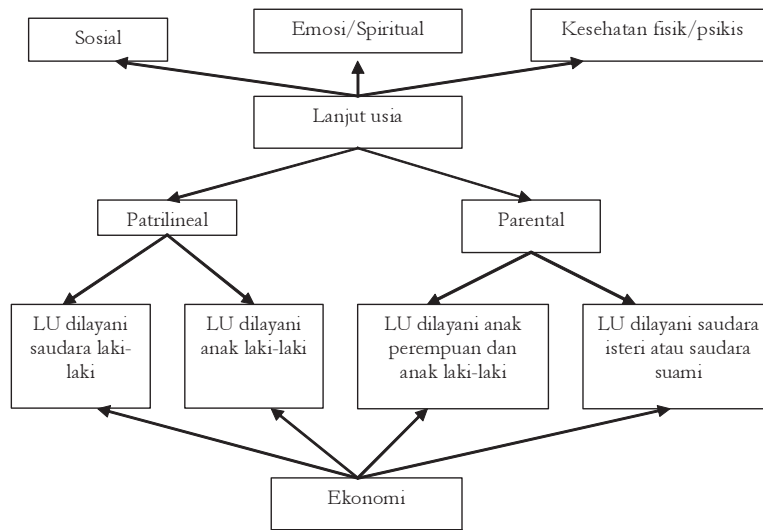 Sosial
Emosi/Spiritual
Kesehatan fisik/psikis
Lanjut usia
Patrilineal
Parental
LU dilayani
saudara laki-
laki
LU dilayani
anak laki-laki
LU dilayani anak
perempuan dan
anak laki-laki
LU dilayani saudara
isteri atau saudara
suami
Ekonomi